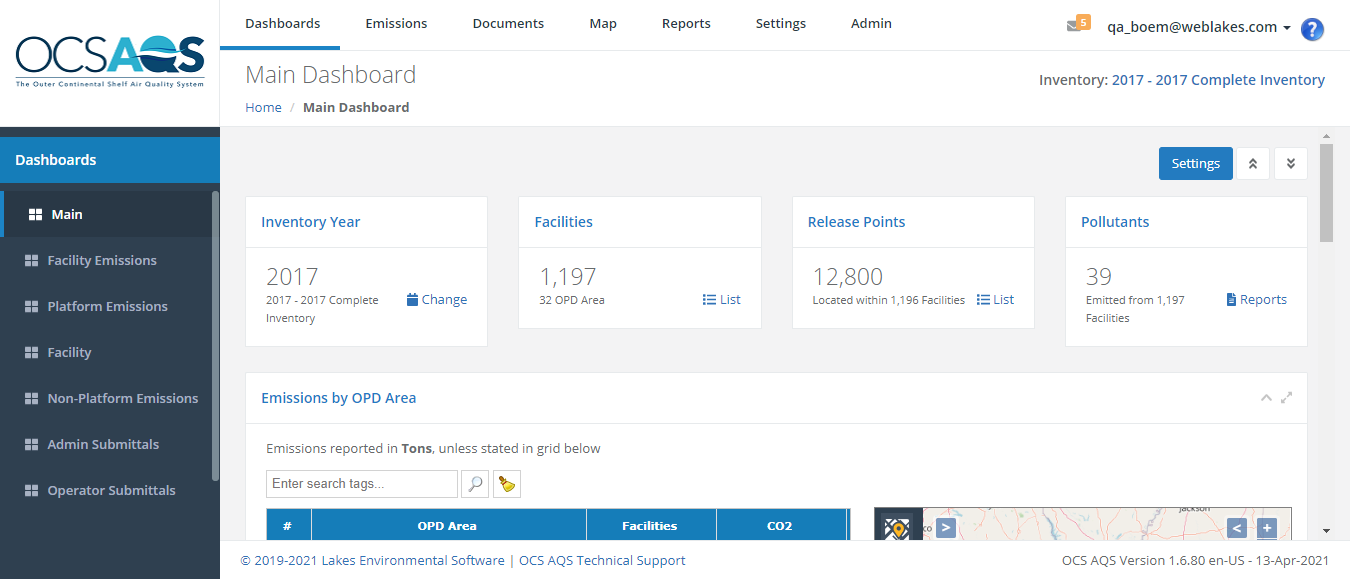 OCSAQS
The Outer Continental Shelf Air Quality System
Dashboards Emissions Documents Map Reports Settings Admin
5 qa_boem@weblakes.com ?
Main Dashboard
Inventory: 2017 - 2017 Complete Inventory
Home / Main Dashboard
Dashboards
Main
Facility Emissions
Platform Emissions
Facility
Non-Platform Emissions
Admin Submittals
Operator Submittals
Settings
Inventory Year
2017
2017 - 2017 Complete
Inventory
Change
Facilities
1,197
32 OPD Area
List
Release Points
12,800
Located within 1,196 Facilities
List
Pollutants
39
Emitted from 1,197
Facilities
Reports
Emissions by OPD Area
Emissions reported in Tons, unless stated in grid below
Enter search tags...
# OPD Area Facilities CO2
Jackson
co > < +
© 2019-2021 Lakes Environmental Software | OCS AQS Technical Support
OCS AQS Version 1.6.80 en-US - 13-Apr-2021